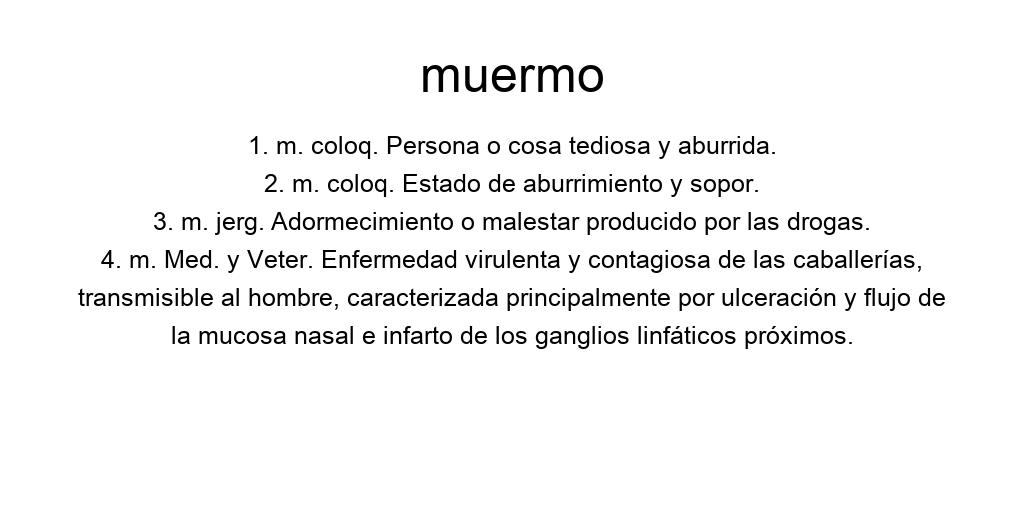 muermo
1. m. coloq. Persona o cosa tediosa y aburrida.
2. m. coloq. Estado de aburrimiento y sopor.
3. m. jerg. Adormecimiento o malestar producido por las drogas.
4. m. Med. y Veter. Enfermedad virulenta y contagiosa de las caballerías,
transmisible al hombre, caracterizada principalmente por ulceración y flujo de
la mucosa nasal e infarto de los ganglios linfáticos próximos.